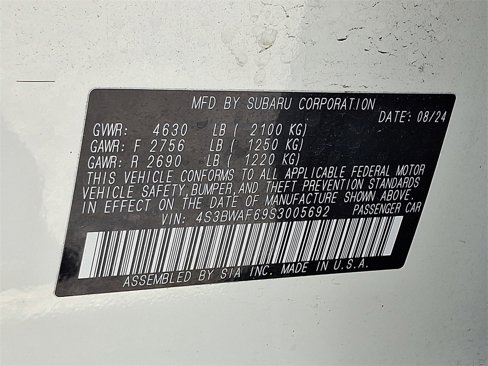 MFD BY SUBARU CORPORATION
DATE: 08/24
GVWR: 4630 LB ( 2100 KG)
GAWR: F 2756 LB ( 1250 KG)
GAWR: R 2690 LB ( 1220 KG)
THIS VEHICLE CONFORMS TO ALL APPLICABLE FEDERAL MOTOR
VEHICLE SAFETY, BUMPER, AND THEFT PREVENTION STANDARDS
IN EFFECT ON THE DATE OF MANUFACTURE SHOWN ABOVE.
VIN: 4S3BWAF69S3005692 PASSENGER CAR
ASSEMBLED BY SIA INC. MADE IN U.S.A.